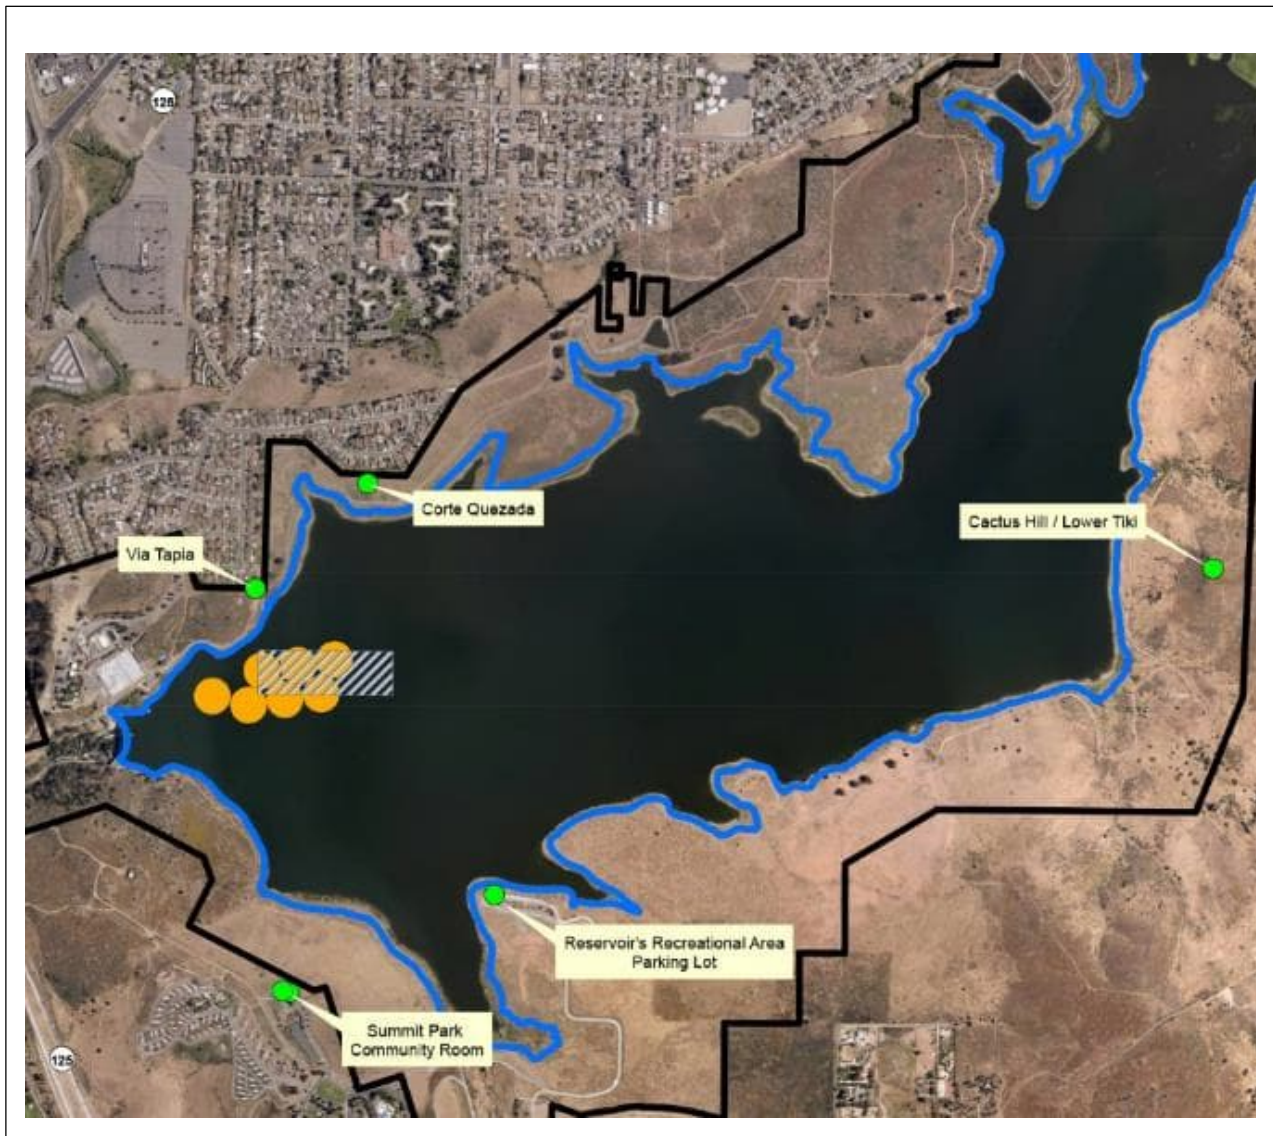 125
Corte Quezada
Cactus Hill / Lower Tiki
Via Tapia
Reservoir's Recreational Area
Parking Lot
Summit Park
Community Room
125